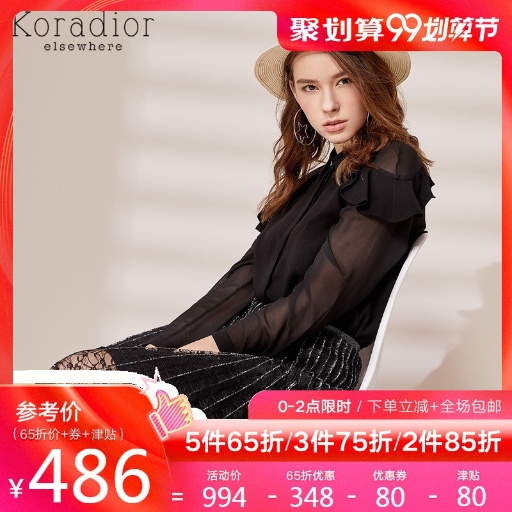 Koradior
elsewhere
聚划算 99划算节
参考价
(65折价+券+津贴)
¥486
0-2点限时/下单立减+全场包邮
5件65折/3件75折/2件85折
活动价 65折优惠 优惠券 津贴
= 994 - 348 - 80 - 80